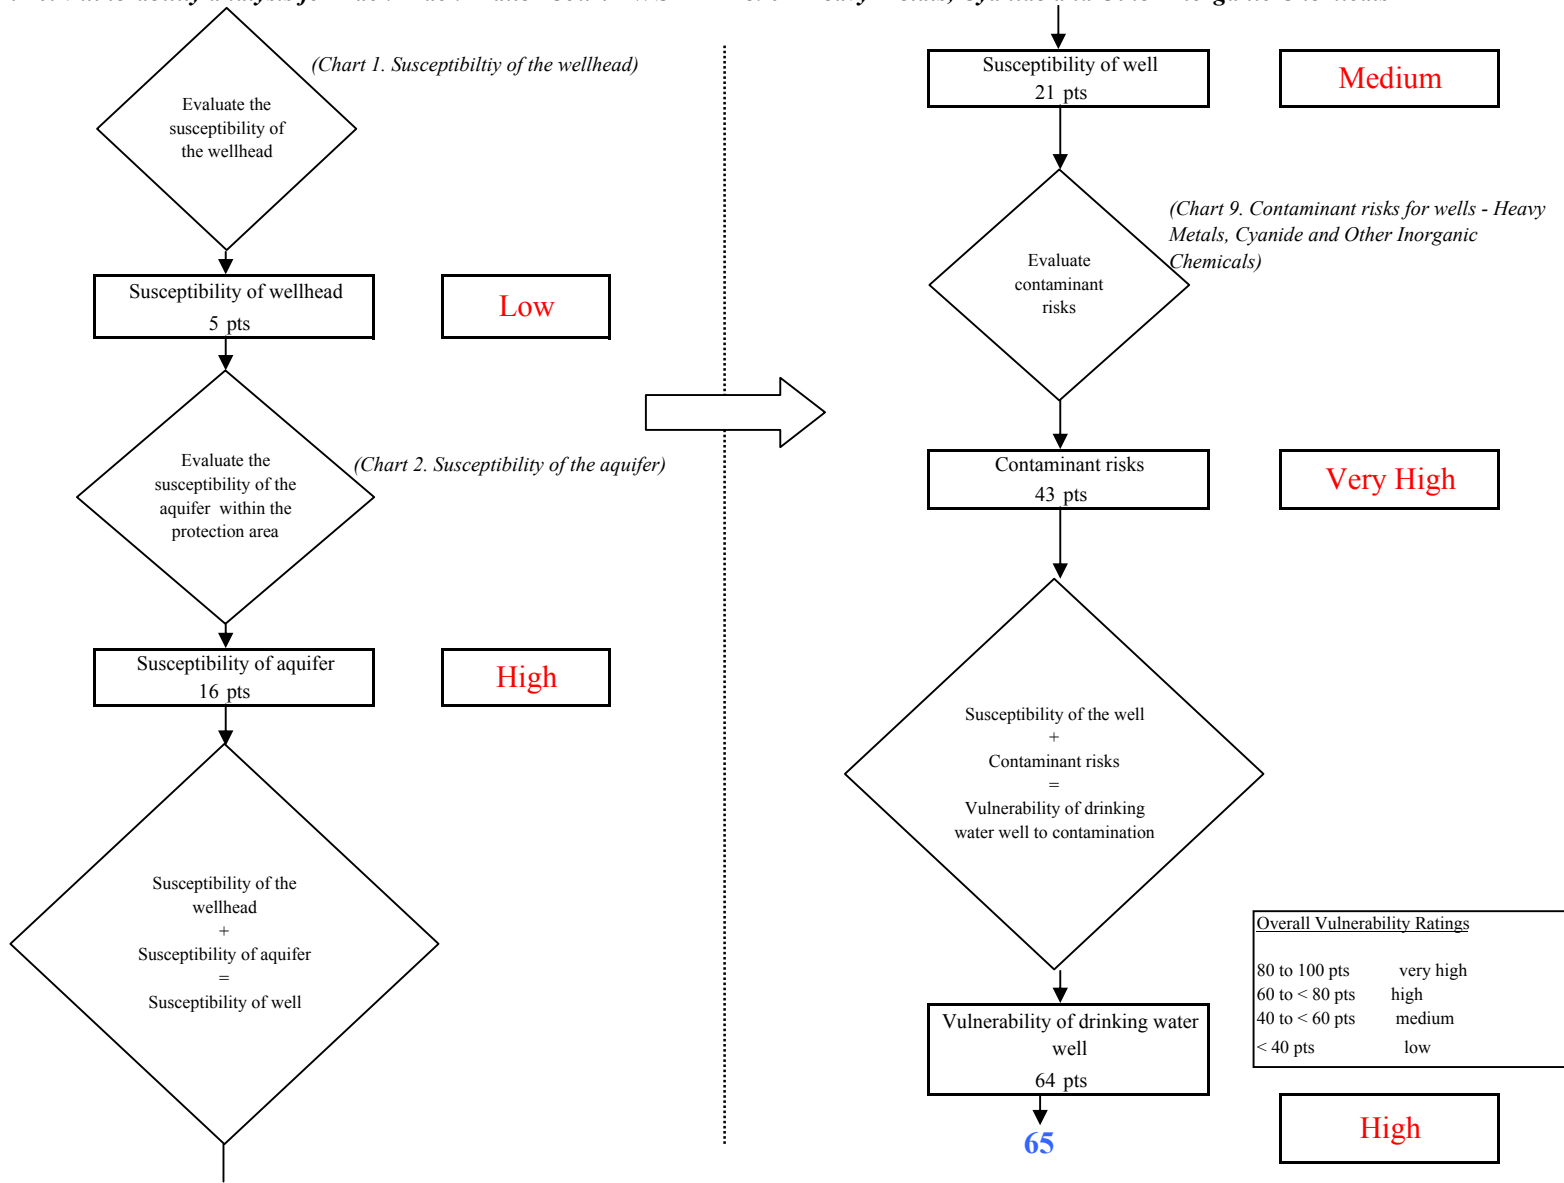 (Chart 1. Susceptibiltiy of the wellhead)
Evaluate the
susceptibility of
the wellhead
Susceptibility of wellhead
5 pts
Low
Evaluate the
susceptibility of the
aquifer within the
protection area
(Chart 2. Susceptibility of the aquifer)
Susceptibility of aquifer
16 pts
High
Susceptibility of the
wellhead
+
Susceptibility of aquifer
=
Susceptibility of well
Susceptibility of well
21 pts
Medium
(Chart 9. Contaminant risks for wells - Heavy
Metals, Cyanide and Other Inorganic
Chemicals)
Evaluate
contaminant
risks
Contaminant risks
43 pts
Very High
Susceptibility of the well
+
Contaminant risks
=
Vulnerability of drinking
water well to contamination
Overall Vulnerability Ratings
80 to 100 pts very high
60 to < 80 pts high
40 to < 60 pts medium
< 40 pts low
Vulnerability of drinking water
well
64 pts
65
High